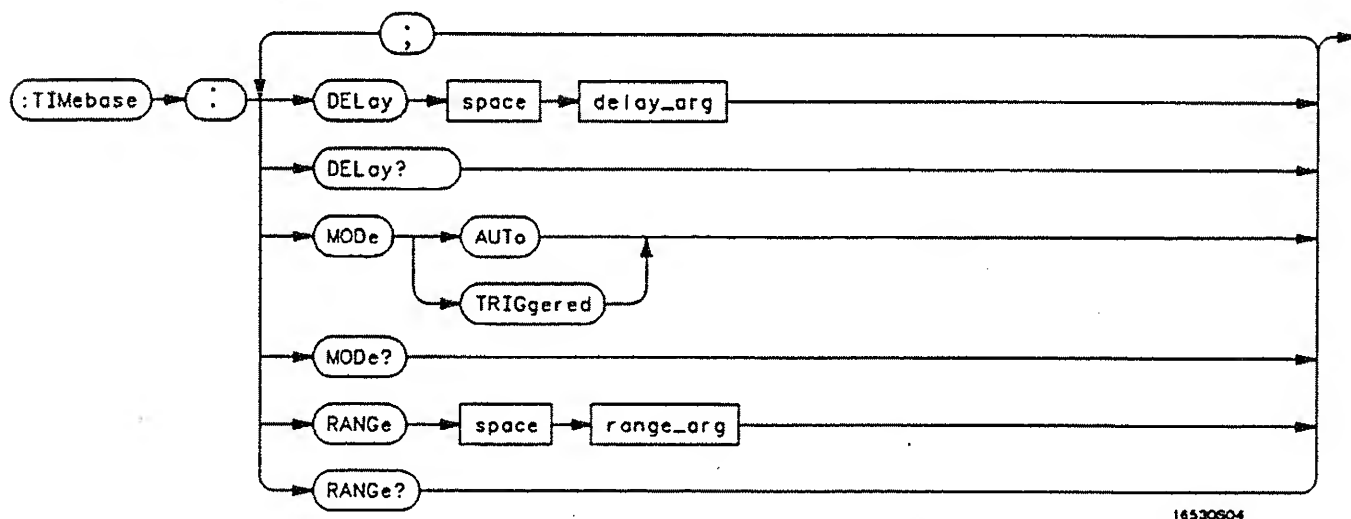 ;
:TIMebase : DELay space delay_arg
DELay?
MODe AUTo
TRIGgered
MODe?
RANGe space range_arg
RANGe?
16530S04